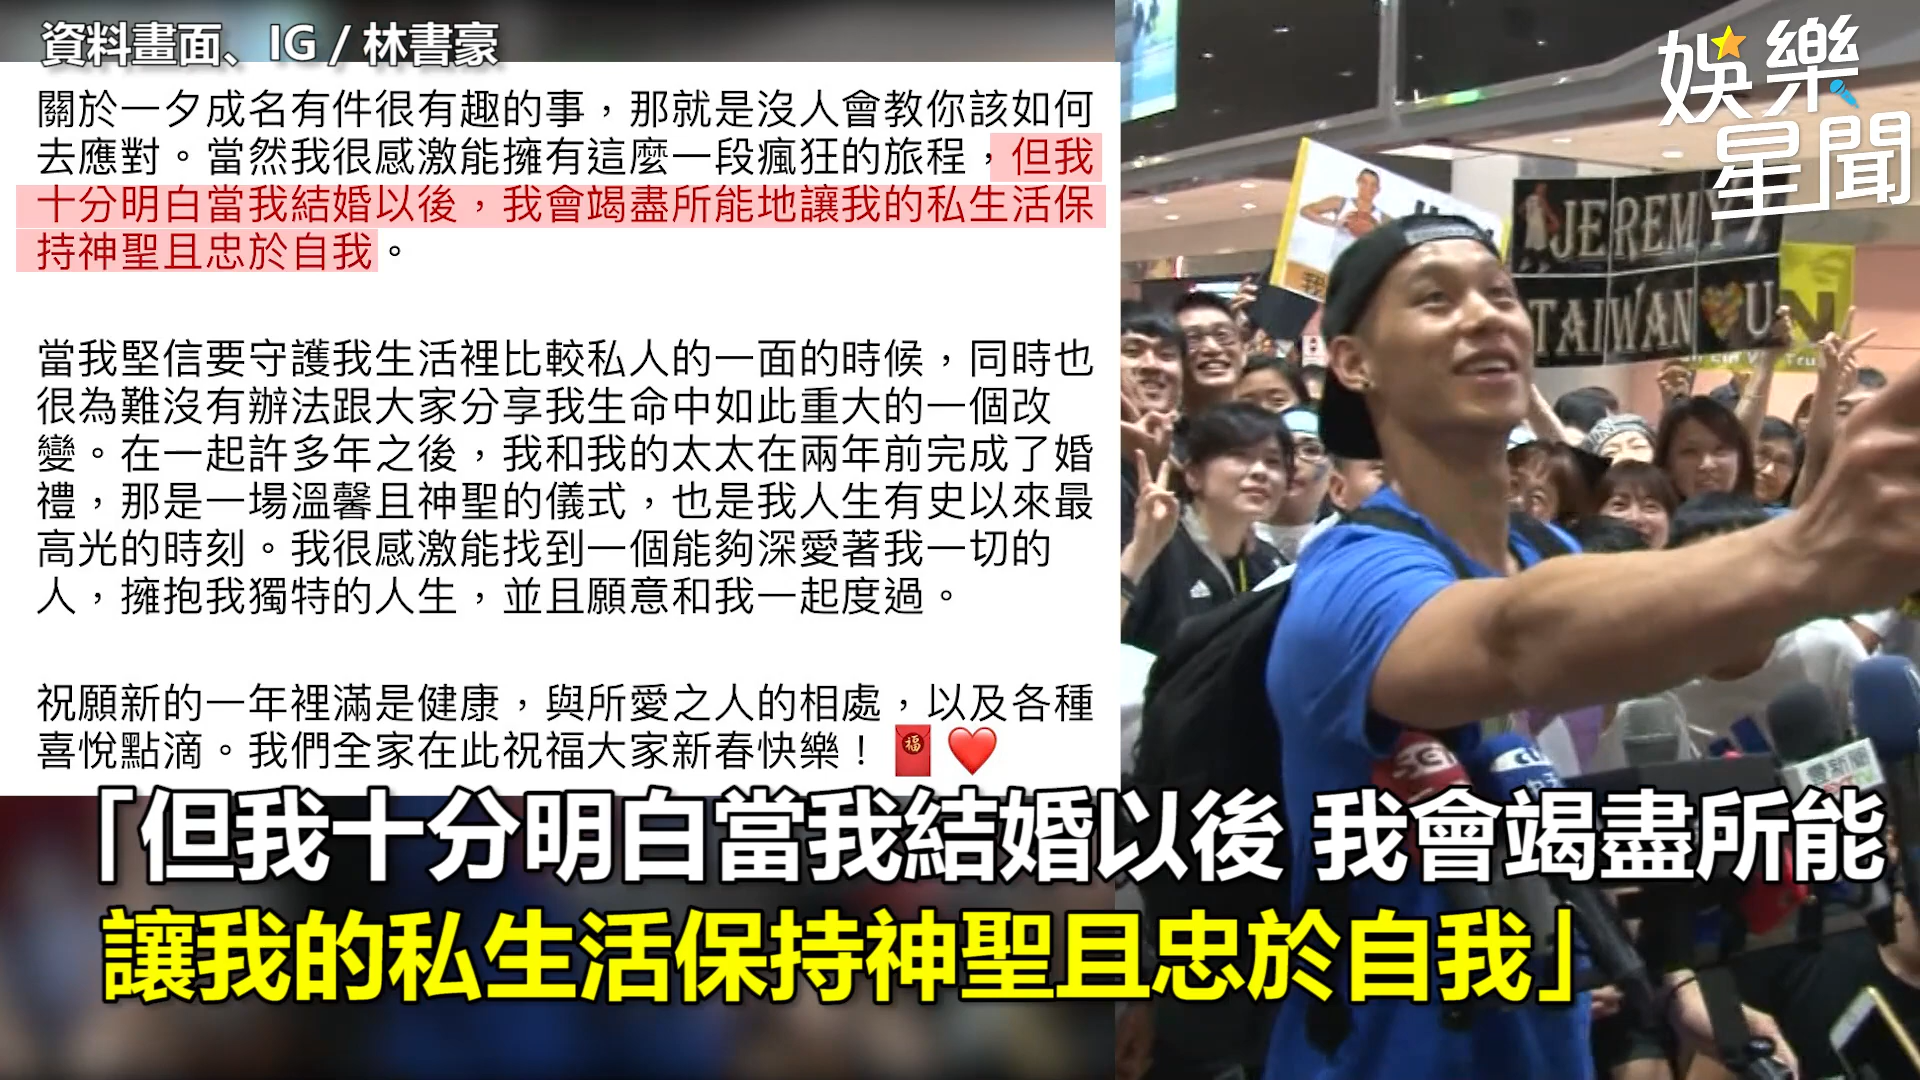 資料畫面、IG / 林書豪
關於一夕成名有件很有趣的事，那就是沒人會教你該如何
去應對。當然我很感激能擁有這麼一段瘋狂的旅程，但我
十分明白當我結婚以後，我會竭盡所能地讓我的私生活保
持神聖且忠於自我。
當我堅信要守護我生活裡比較私人的一面的時候，同時也
很為難沒有辦法跟大家分享我生命中如此重大的一個改
變。在一起許多年之後，我和我的太太在兩年前完成了婚
禮，那是一場溫馨且神聖的儀式，也是我人生有史以來最
高光的時刻。我很感激能找到一個能夠深愛著我一切的
人，擁抱我獨特的人生，並且願意和我一起度過。
祝願新的一年裡滿是健康，與所愛之人的相處，以及各種
喜悅點滴。我們全家在此祝福大家新春快樂！福
娛樂
星聞
JEREMY 7
TAIWAN U
我
「但我十分明白當我結婚以後 我會竭盡所能
讓我的私生活保持神聖且忠於自我」